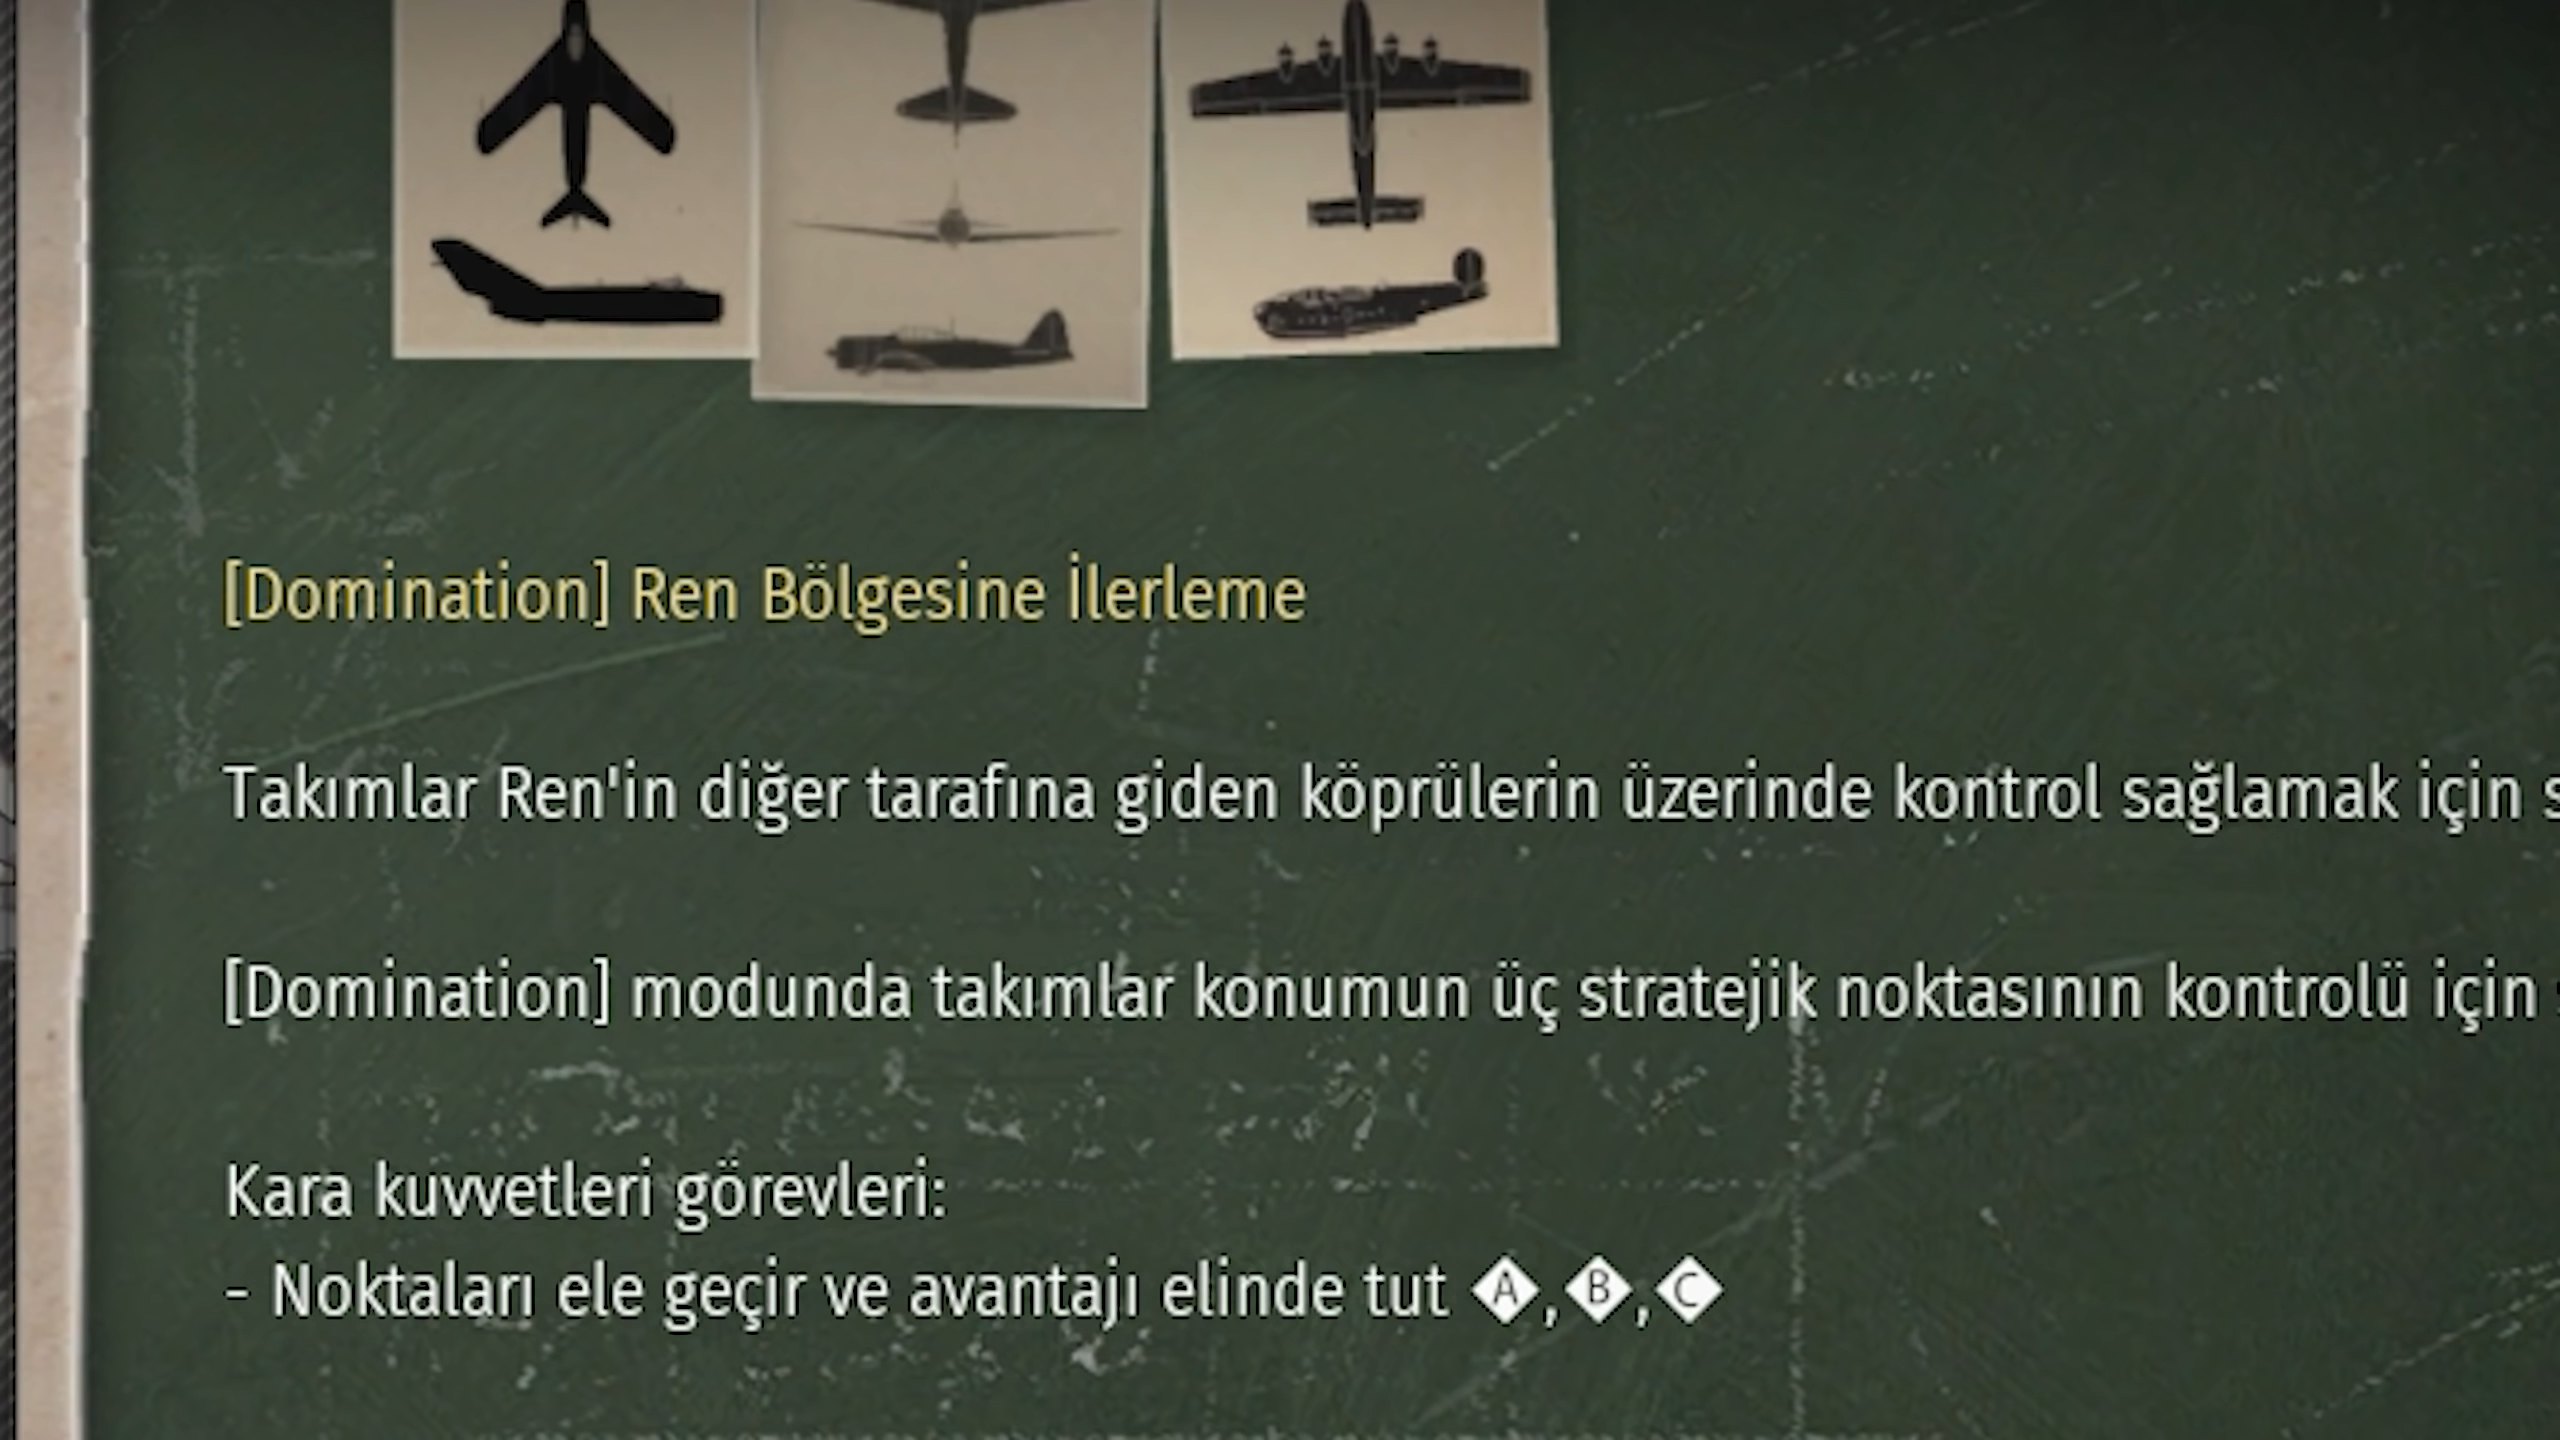 [Domination] Ren Bölgesine İlerleme
Takımlar Ren'in diğer tarafına giden köprülerin üzerinde kontrol sağlamak için
[Domination] modunda takımlar konumun üç stratejik noktasının kontrolü için
Kara kuvvetleri görevleri:
- Noktaları ele geçir ve avantajı elinde tut A,B,C